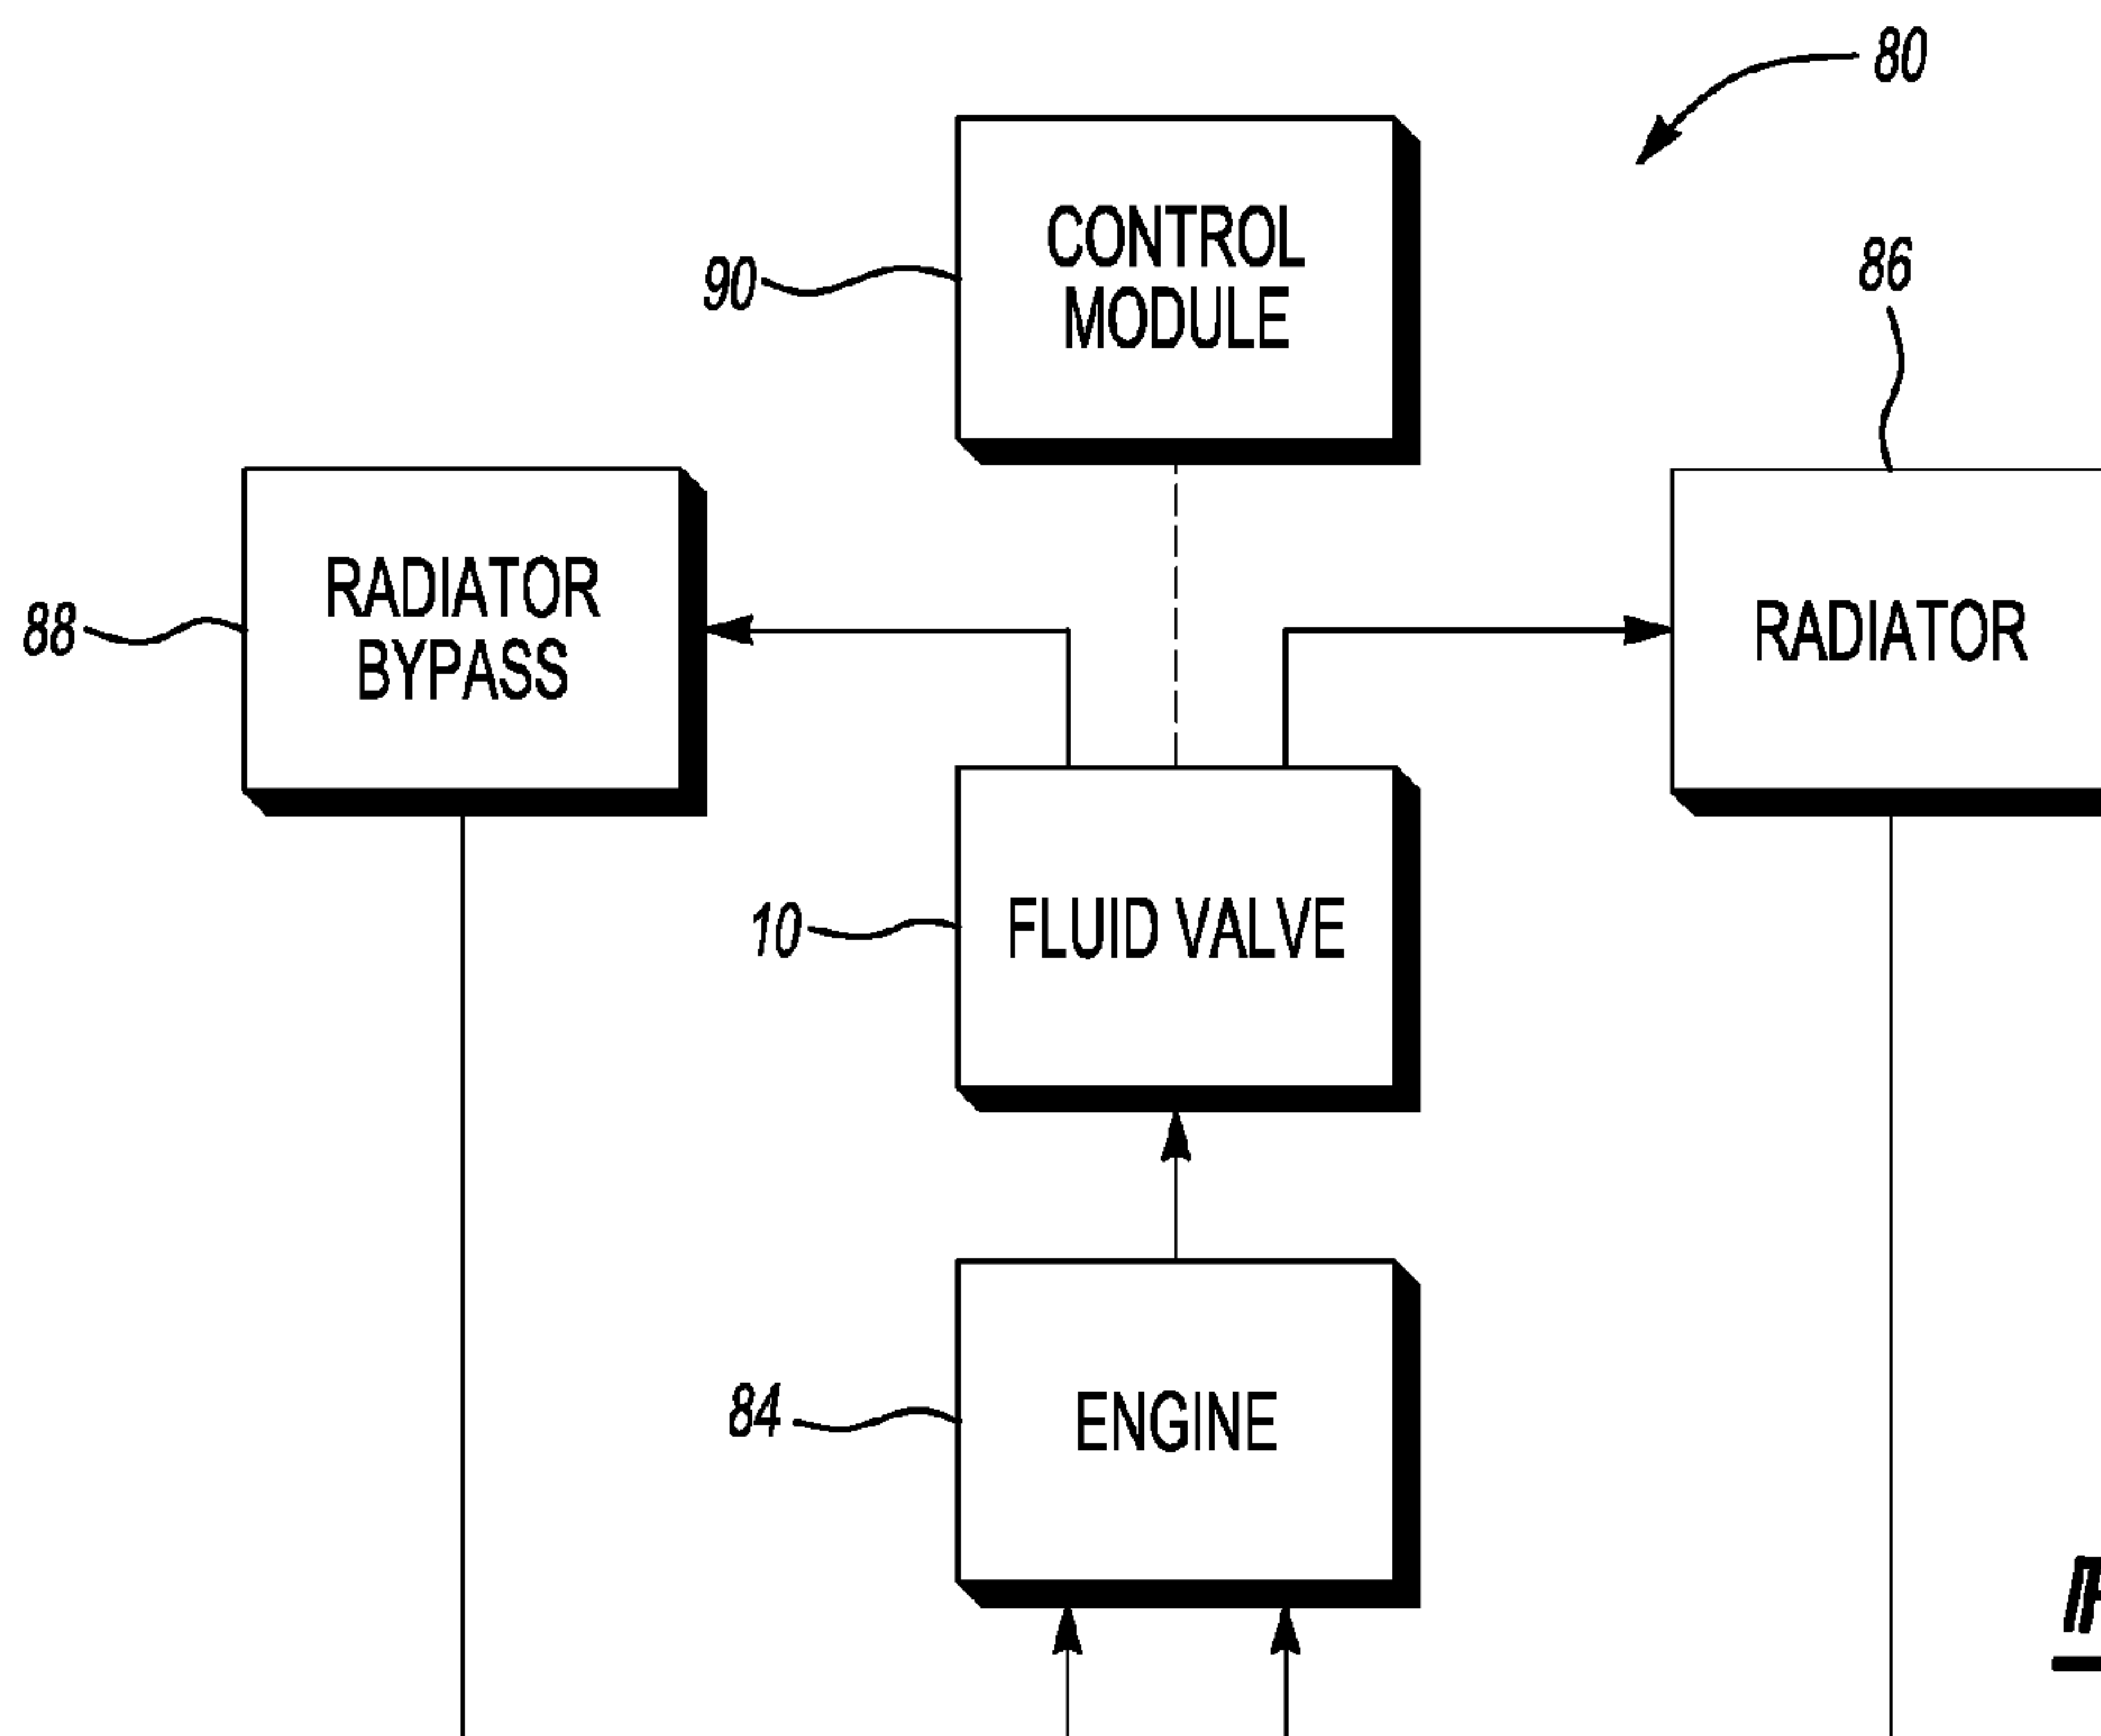 80
CONTROL
MODULE
90
86
RADIATOR
BYPASS
88
RADIATOR
10
FLUID VALVE
84
ENGINE